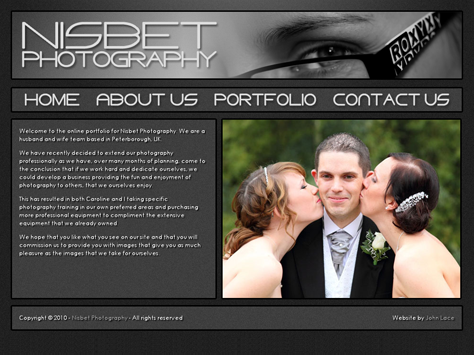 NISBET
PHOTOGRAPHY
ROXY
HOME ABOUT US PORTFOLIO CONTACT US
Welcome to the online portfolio for Nisbet Photography. We are a
husband and wife team based in Peterborough, UK.
We have recently decided to extend our photography
professionally as we have, over many months of planning, come to
the conclusion that if we work hard and dedicate ourselves, we
could develop a business providing the fun and enjoyment of
photography to others, that we ourselves enjoy.
This has resulted in both Caroline and I taking specific
photography training in our own preferred areas and purchasing
more professional equipment to compliment the extensive
equipment that we already owned.
We hope that you like what you see on our site and that you will
commission us to provide you with images that give you as much
pleasure as the images that we take for ourselves.
Copyright © 2010 - Nisbet Photography - All rights reserved
Website by John Lace